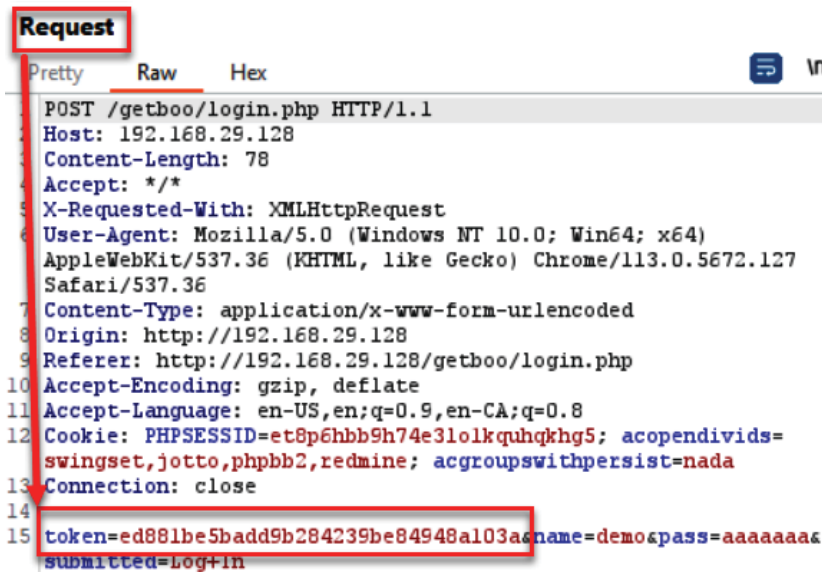 Request
Pretty Raw Hex \n
1 POST /getboo/login.php HTTP/1.1
2 Host: 192.168.29.128
3 Content-Length: 78
4 Accept: */*
5 X-Requested-With: XMLHttpRequest
6 User-Agent: Mozilla/5.0 (Windows NT 10.0; Win64; x64)
AppleWebKit/537.36 (KHTML, like Gecko) Chrome/113.0.5672.127
Safari/537.36
7 Content-Type: application/x-www-form-urlencoded
8 Origin: http://192.168.29.128
9 Referer: http://192.168.29.128/getboo/login.php
10 Accept-Encoding: gzip, deflate
11 Accept-Language: en-US,en;q=0.9,en-CA;q=0.8
12 Cookie: PHPSESSID=et8p6hbb9h74e3lolkquhqkhg5; acopendivids=
swingset,jotto,phpbb2,redmine; acgroupswithpersist=nada
13 Connection: close
14
15 token=ed881be5badd9b284239be84948a103a&name=demo&pass=aaaaaaa&
submitted=Log+In